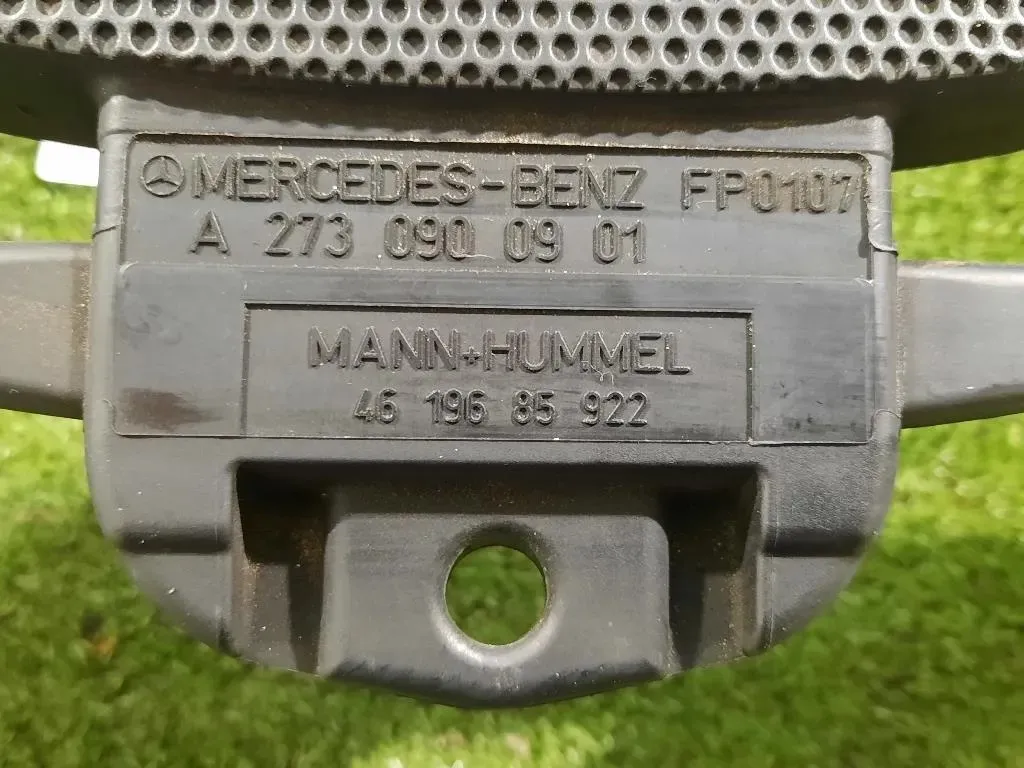 MERCEDES-BENZ FP0107
A 273 090 09 01
MANN+HUMMEL
46 196 85 922